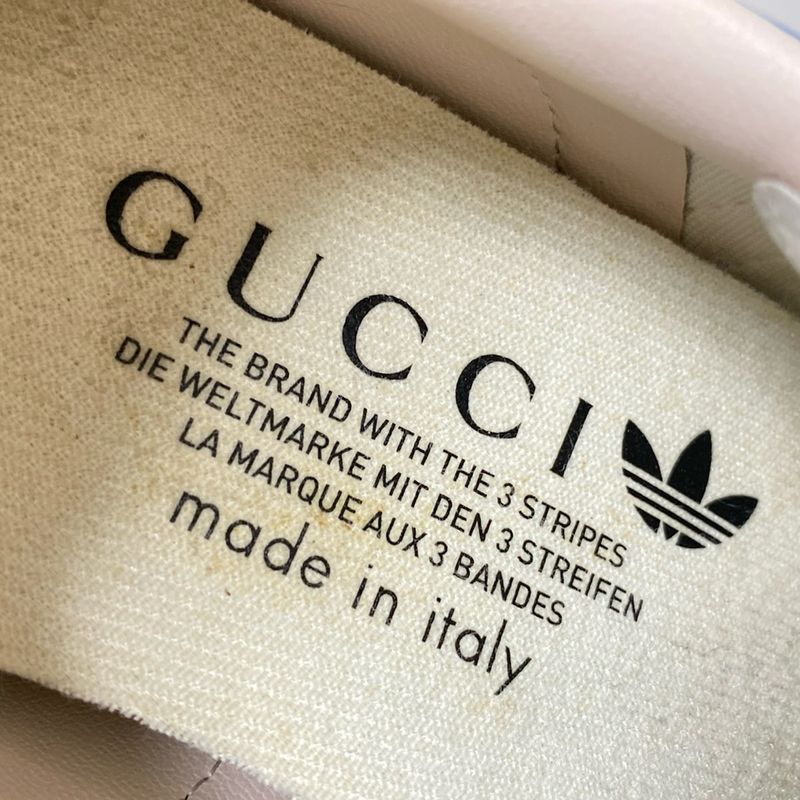 GUCCI
THE BRAND WITH THE 3 STRIPES
DIE WELTMARKE MIT DEN 3 STREIFEN
LA MARQUE AUX 3 BANDES
made in italy